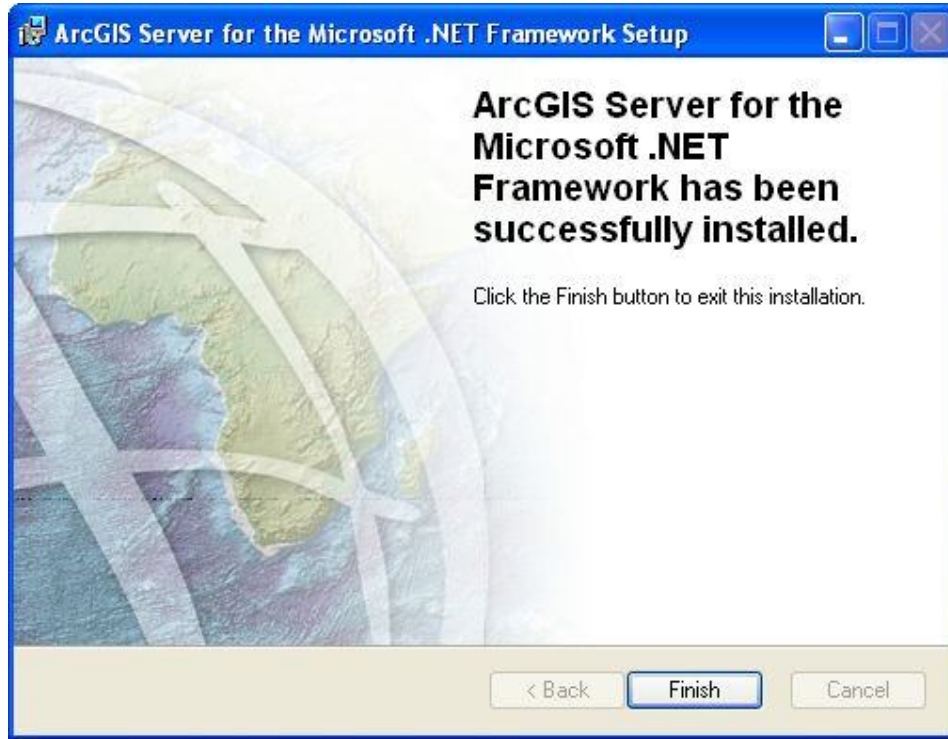 ArcGIS Server for the Microsoft .NET Framework Setup
ArcGIS Server for the
Microsoft .NET
Framework has been
successfully installed.
Click the Finish button to exit this installation.
< Back
Finish
Cancel